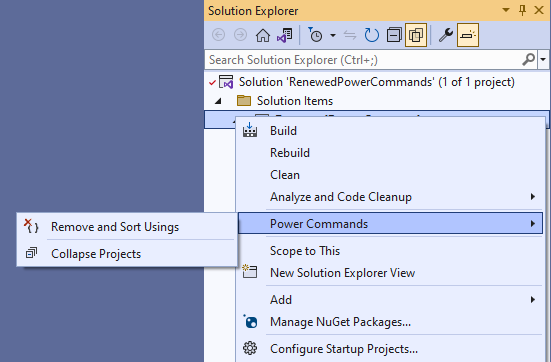 Solution Explorer
Search Solution Explorer (Ctrl+;)
Solution 'RenewedPowerCommands' (1 of 1 project)
Solution Items
Build
Rebuild
Clean
Analyze and Code Cleanup
Power Commands
Remove and Sort Usings
Collapse Projects
Scope to This
New Solution Explorer View
Add
Manage NuGet Packages...
Configure Startup Projects...